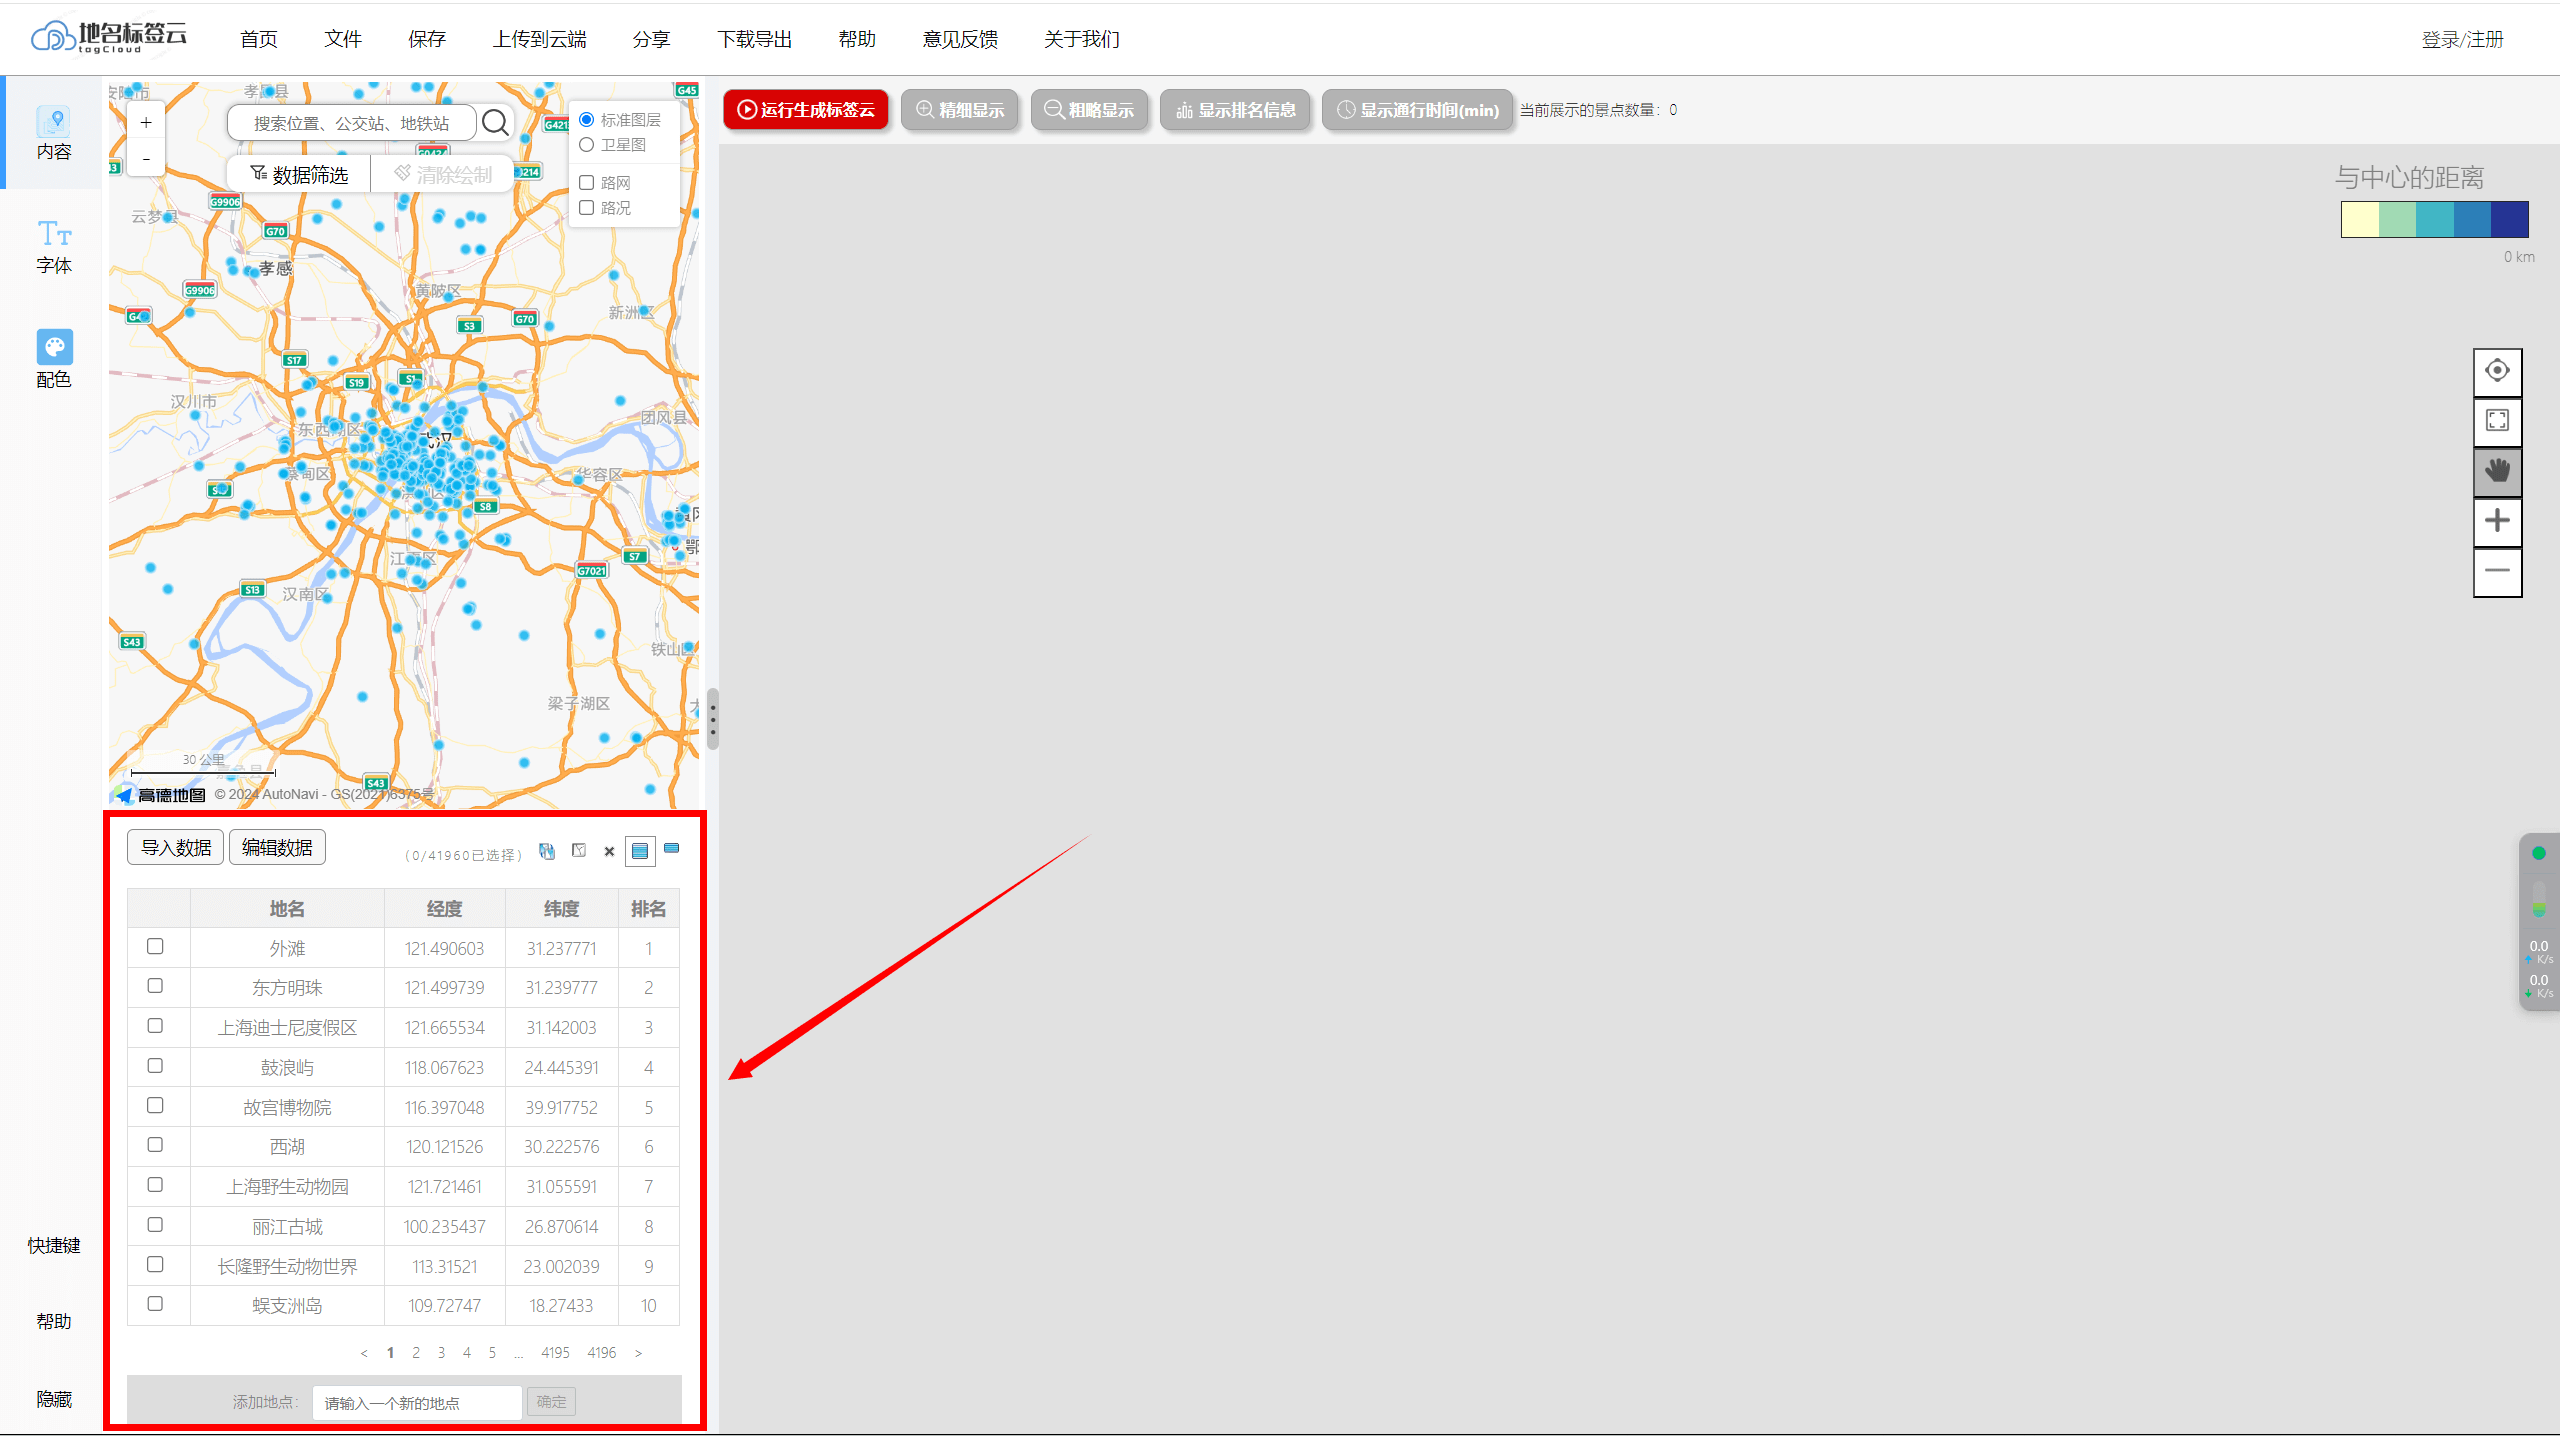 地名标签云
tagCloud
首页 文件 保存 上传到云端 分享 下载导出 帮助 意见反馈 关于我们 登录/注册
内容
字体
配色
快捷键
帮助
隐藏
+
-
搜索位置、公交站、地铁站
数据筛选 清除绘制
标准图层
卫星图
路网
路况
G45
云梦县
G9906
G70
孝感
G9906
黄陂区
新洲区
S3
G70
S17
S19
S1
汉川市
团风县
东西湖区
武汉
蔡甸区
华容区
S8
江夏区
S7
G7021
S13
汉南区
S43
铁山区
梁子湖区
30 公里
S43
高德地图 © 2024 AutoNavi - GS(2021)6375号
运行生成标签云 精细显示 粗略显示 显示排名信息 显示通行时间(min) 当前展示的景点数量：0
与中心的距离
0 km
0.0
K/s
0.0
K/s
导入数据 编辑数据 (0/41960已选择)
地名 经度 纬度 排名
外滩 121.490603 31.237771 1
东方明珠 121.499739 31.239777 2
上海迪士尼度假区 121.665534 31.142003 3
鼓浪屿 118.067623 24.445391 4
故宫博物院 116.397048 39.917752 5
西湖 120.121526 30.222576 6
上海野生动物园 121.721461 31.055591 7
丽江古城 100.235437 26.870614 8
长隆野生动物世界 113.31521 23.002039 9
蜈支洲岛 109.72747 18.27433 10
< 1 2 3 4 5 ... 4195 4196 >
添加地点： 请输入一个新的地点 确定